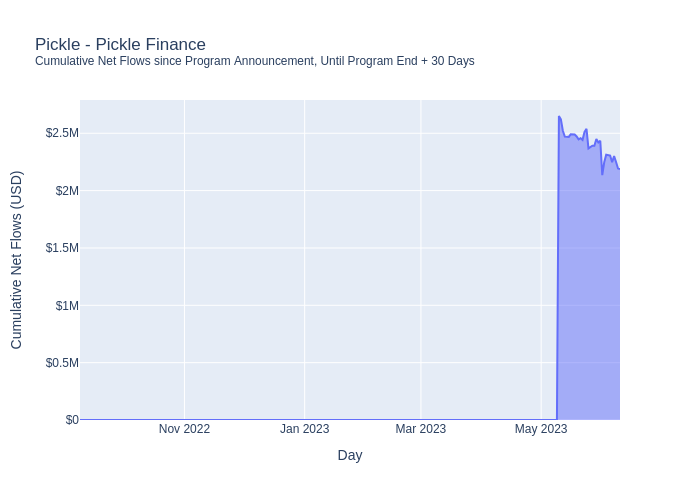 Pickle - Pickle Finance
Cumulative Net Flows since Program Announcement, Until Program End + 30 Days
Cumulative Net Flows (USD)
$2.5M
$2M
$1.5M
$1M
$0.5M
$0
Nov 2022
Jan 2023
Mar 2023
May 2023
Day